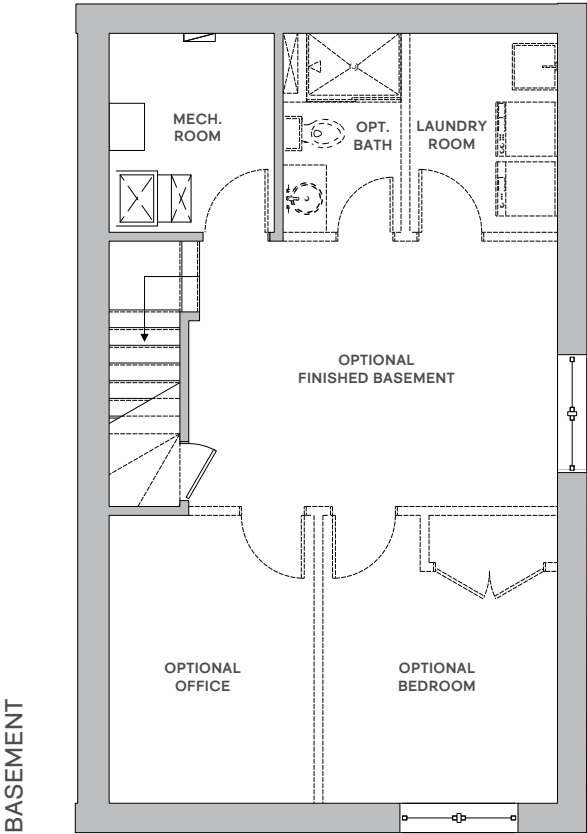 MECH.
ROOM
OPT.
BATH
LAUNDRY
ROOM
OPTIONAL
FINISHED BASEMENT
OPTIONAL
OFFICE
OPTIONAL
BEDROOM
BASEMENT